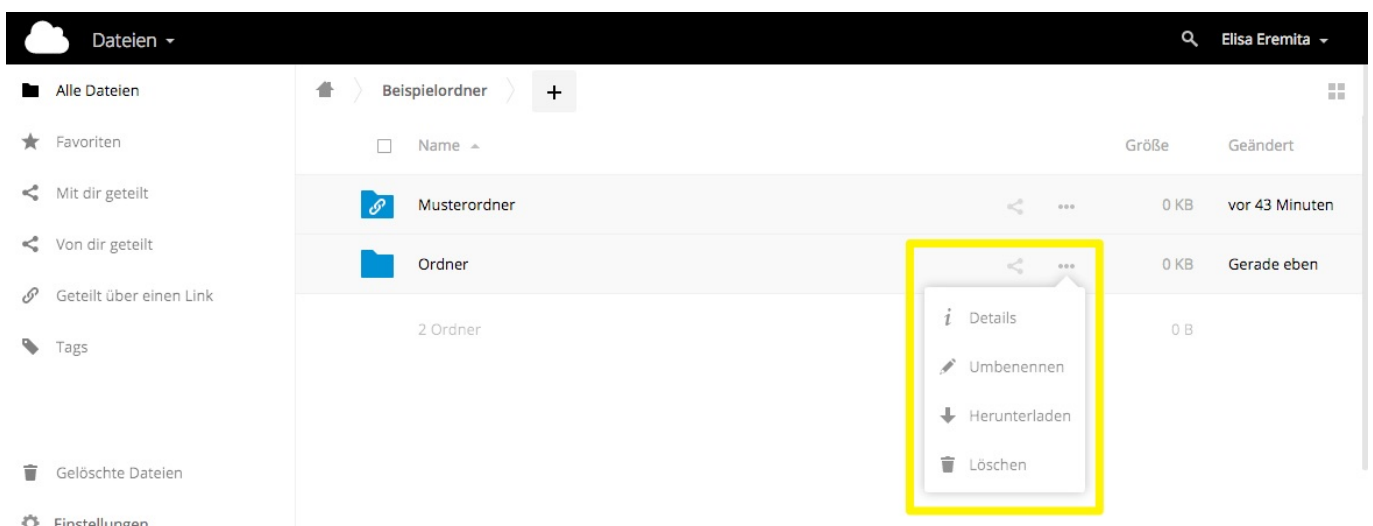 Dateien
Elisa Eremita
Alle Dateien
Beispielordner
+
Favoriten
Name
Größe
Geändert
Mit dir geteilt
Musterordner
0 KB
vor 43 Minuten
Von dir geteilt
Ordner
0 KB
Gerade eben
Geteilt über einen Link
2 Ordner
0 B
Tags
Details
Umbenennen
Herunterladen
Löschen
Gelöschte Dateien
Einstellungen